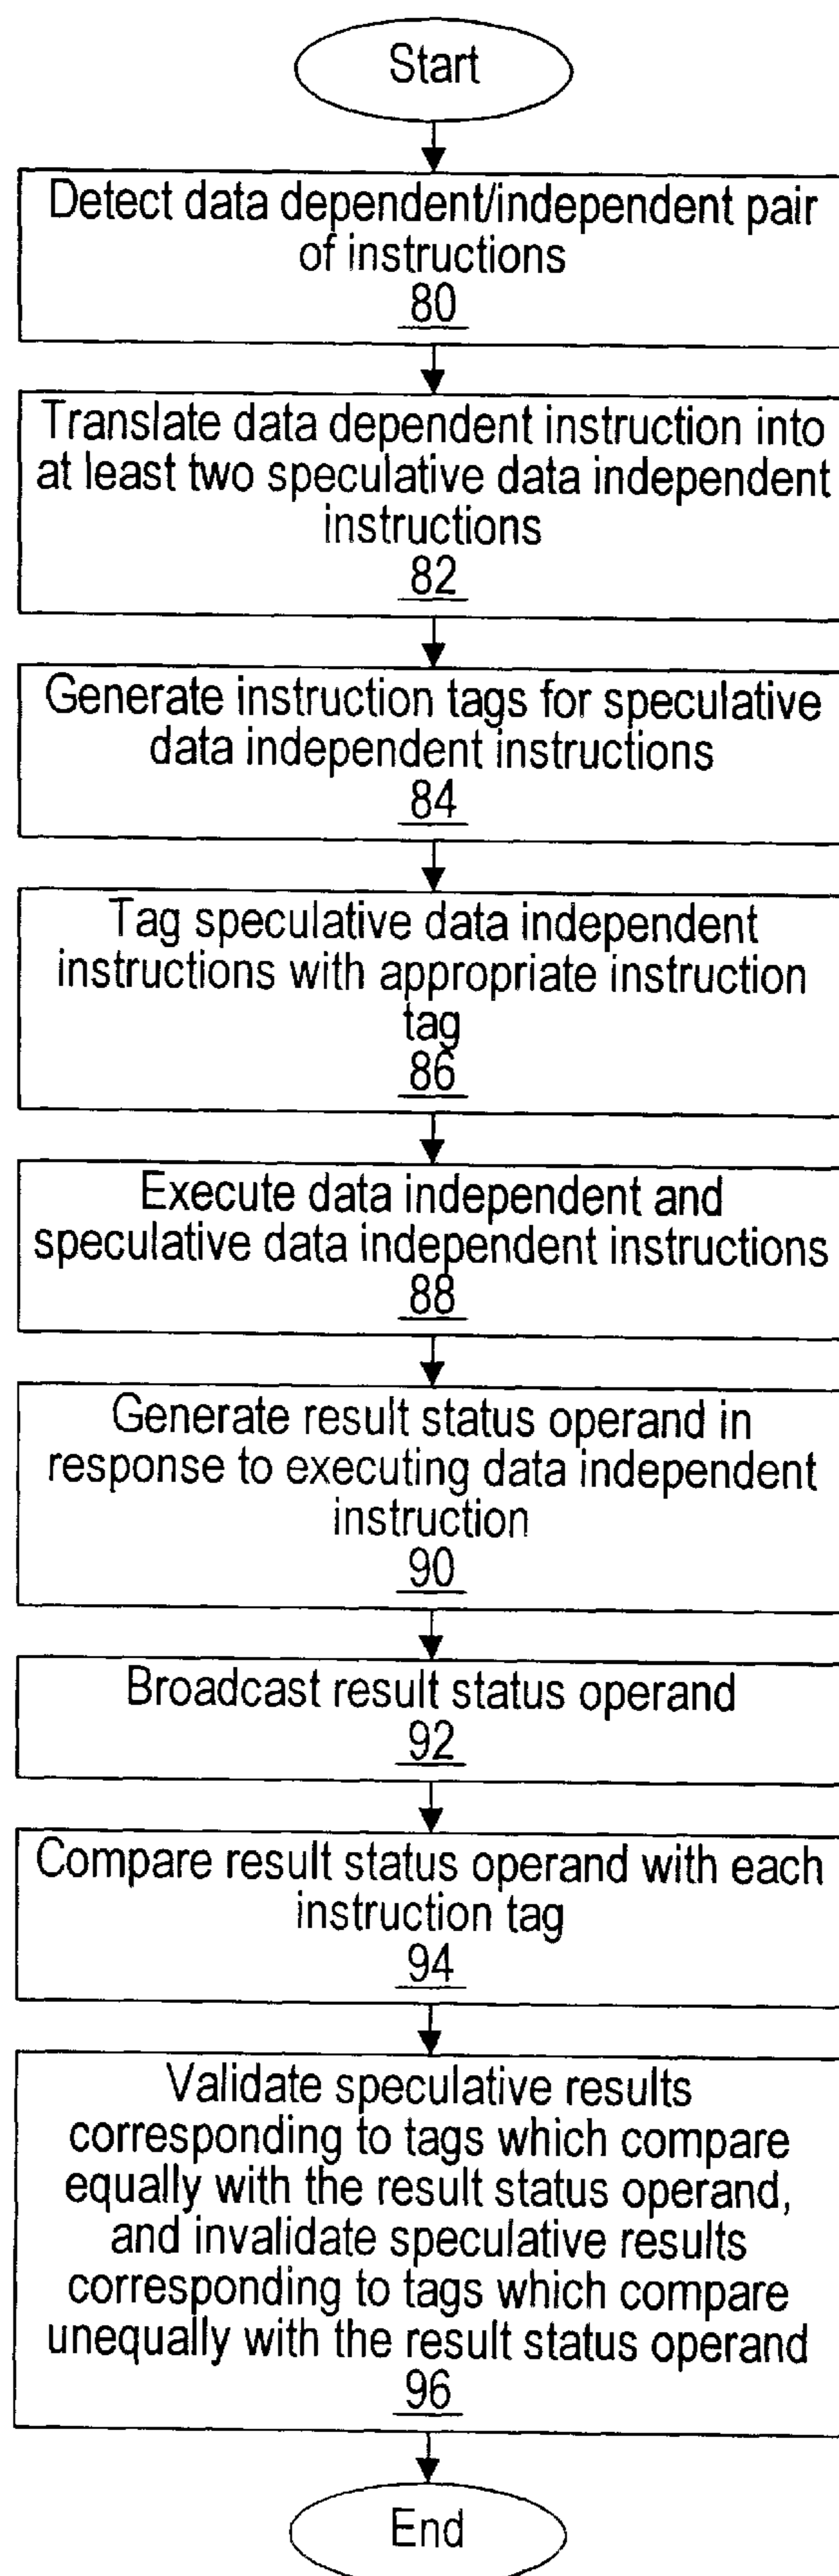 Start
Detect data dependent/independent pair
of instructions
80
Translate data dependent instruction into
at least two speculative data independent
instructions
82
Generate instruction tags for speculative
data independent instructions
84
Tag speculative data independent
instructions with appropriate instruction
tag
86
Execute data independent and
speculative data independent instructions
88
Generate result status operand in
response to executing data independent
instruction
90
Broadcast result status operand
92
Compare result status operand with each
instruction tag
94
Validate speculative results
corresponding to tags which compare
equally with the result status operand,
and invalidate speculative results
corresponding to tags which compare
unequally with the result status operand
96
End